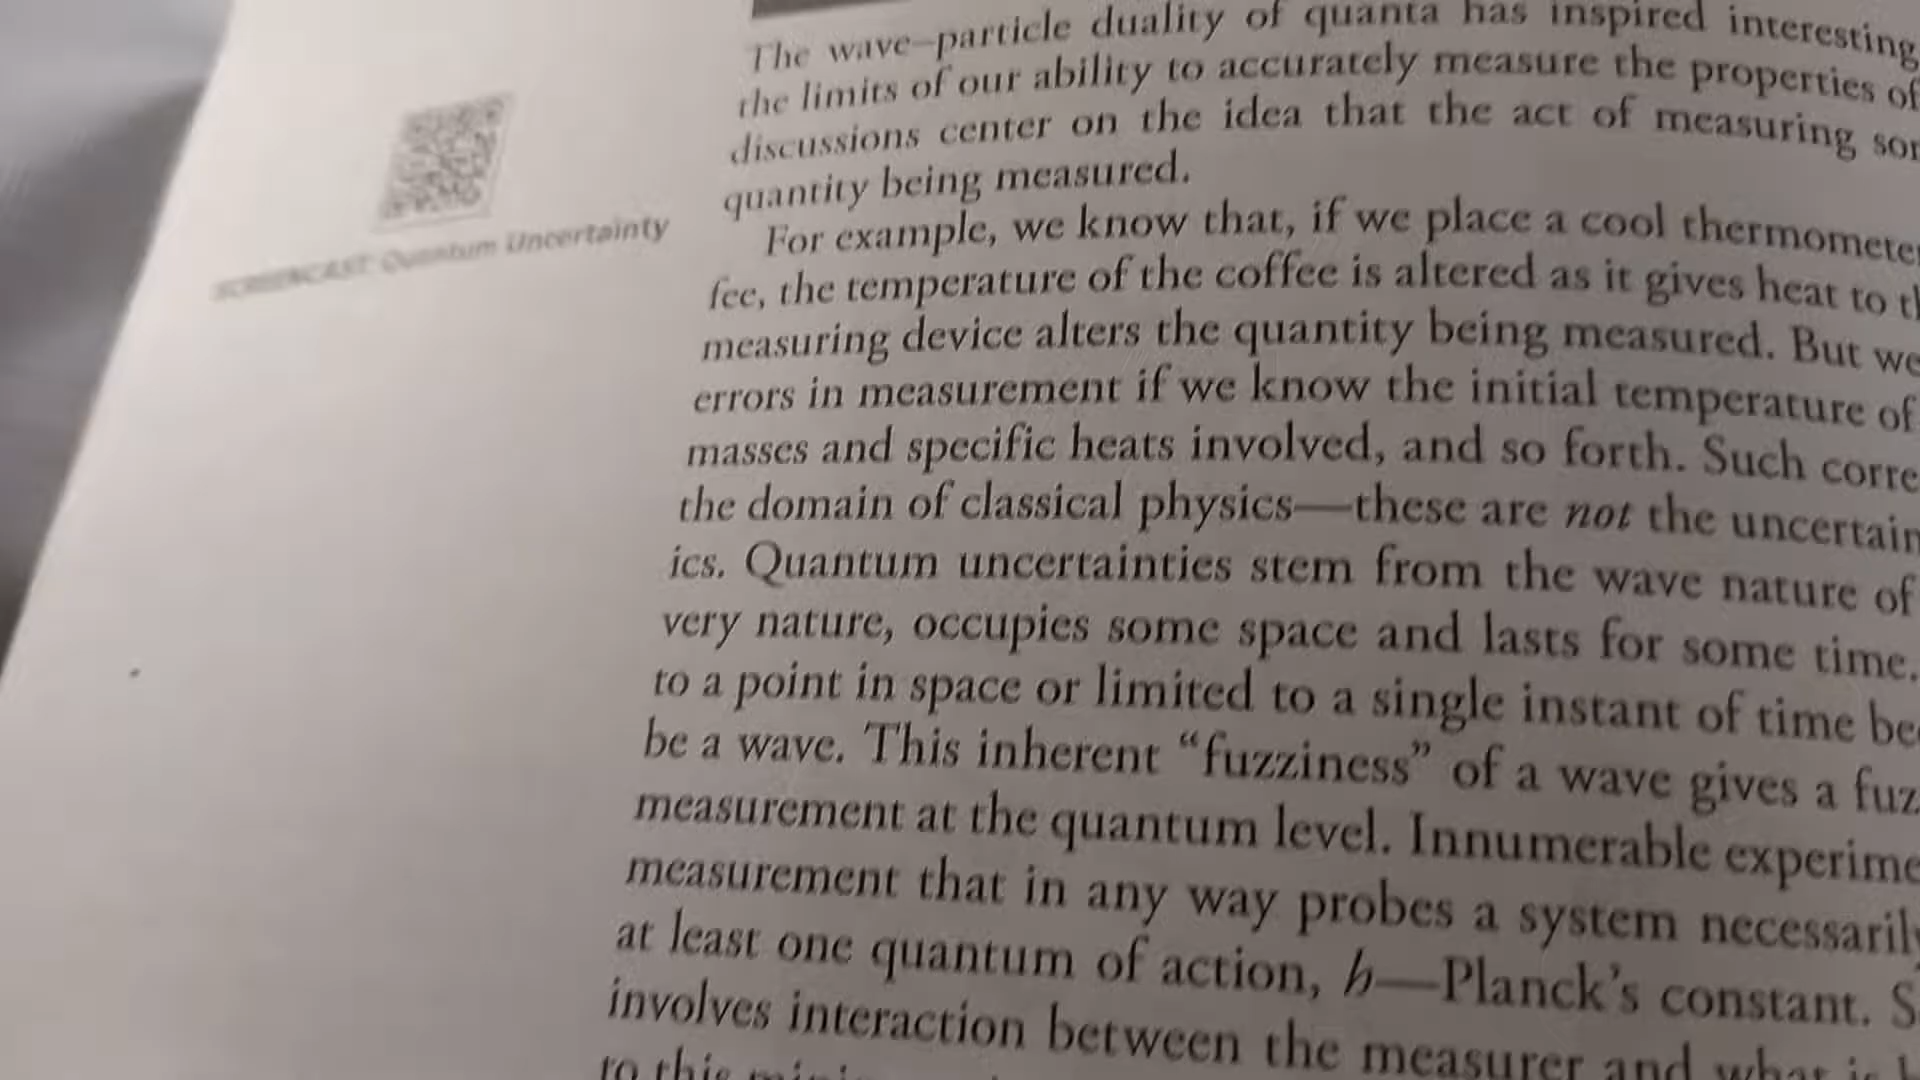 SCREENCAST: Quantum Uncertainty
The wave–particle duality of quanta has inspired interesting
the limits of our ability to accurately measure the properties of
discussions center on the idea that the act of measuring
quantity being measured.
For example, we know that, if we place a cool thermometer
fee, the temperature of the coffee is altered as it gives heat to
measuring device alters the quantity being measured. But we
errors in measurement if we know the initial temperature of
masses and specific heats involved, and so forth. Such corre
the domain of classical physics—these are not the uncertain
ics. Quantum uncertainties stem from the wave nature of
very nature, occupies some space and lasts for some time.
to a point in space or limited to a single instant of time be
be a wave. This inherent “fuzziness” of a wave gives a fuz
measurement at the quantum level. Innumerable experime
measurement that in any way probes a system necessarily
at least one quantum of action, h—Planck’s constant. S
involves interaction between the measurer and what is
to this